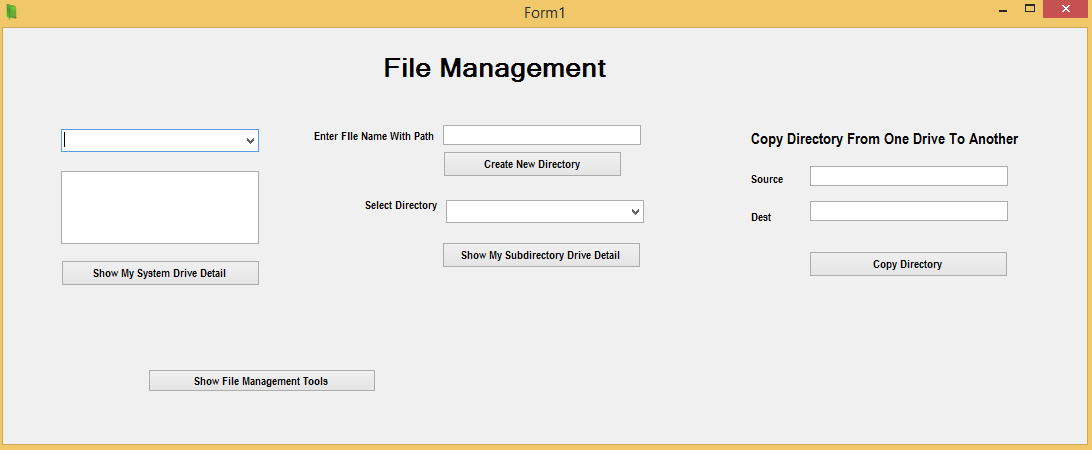 Form1
File Management
Enter FIle Name With Path
Create New Directory
Select Directory
Show My Subdirectory Drive Detail
Show My System Drive Detail
Copy Directory From One Drive To Another
Source
Dest
Copy Directory
Show File Management Tools